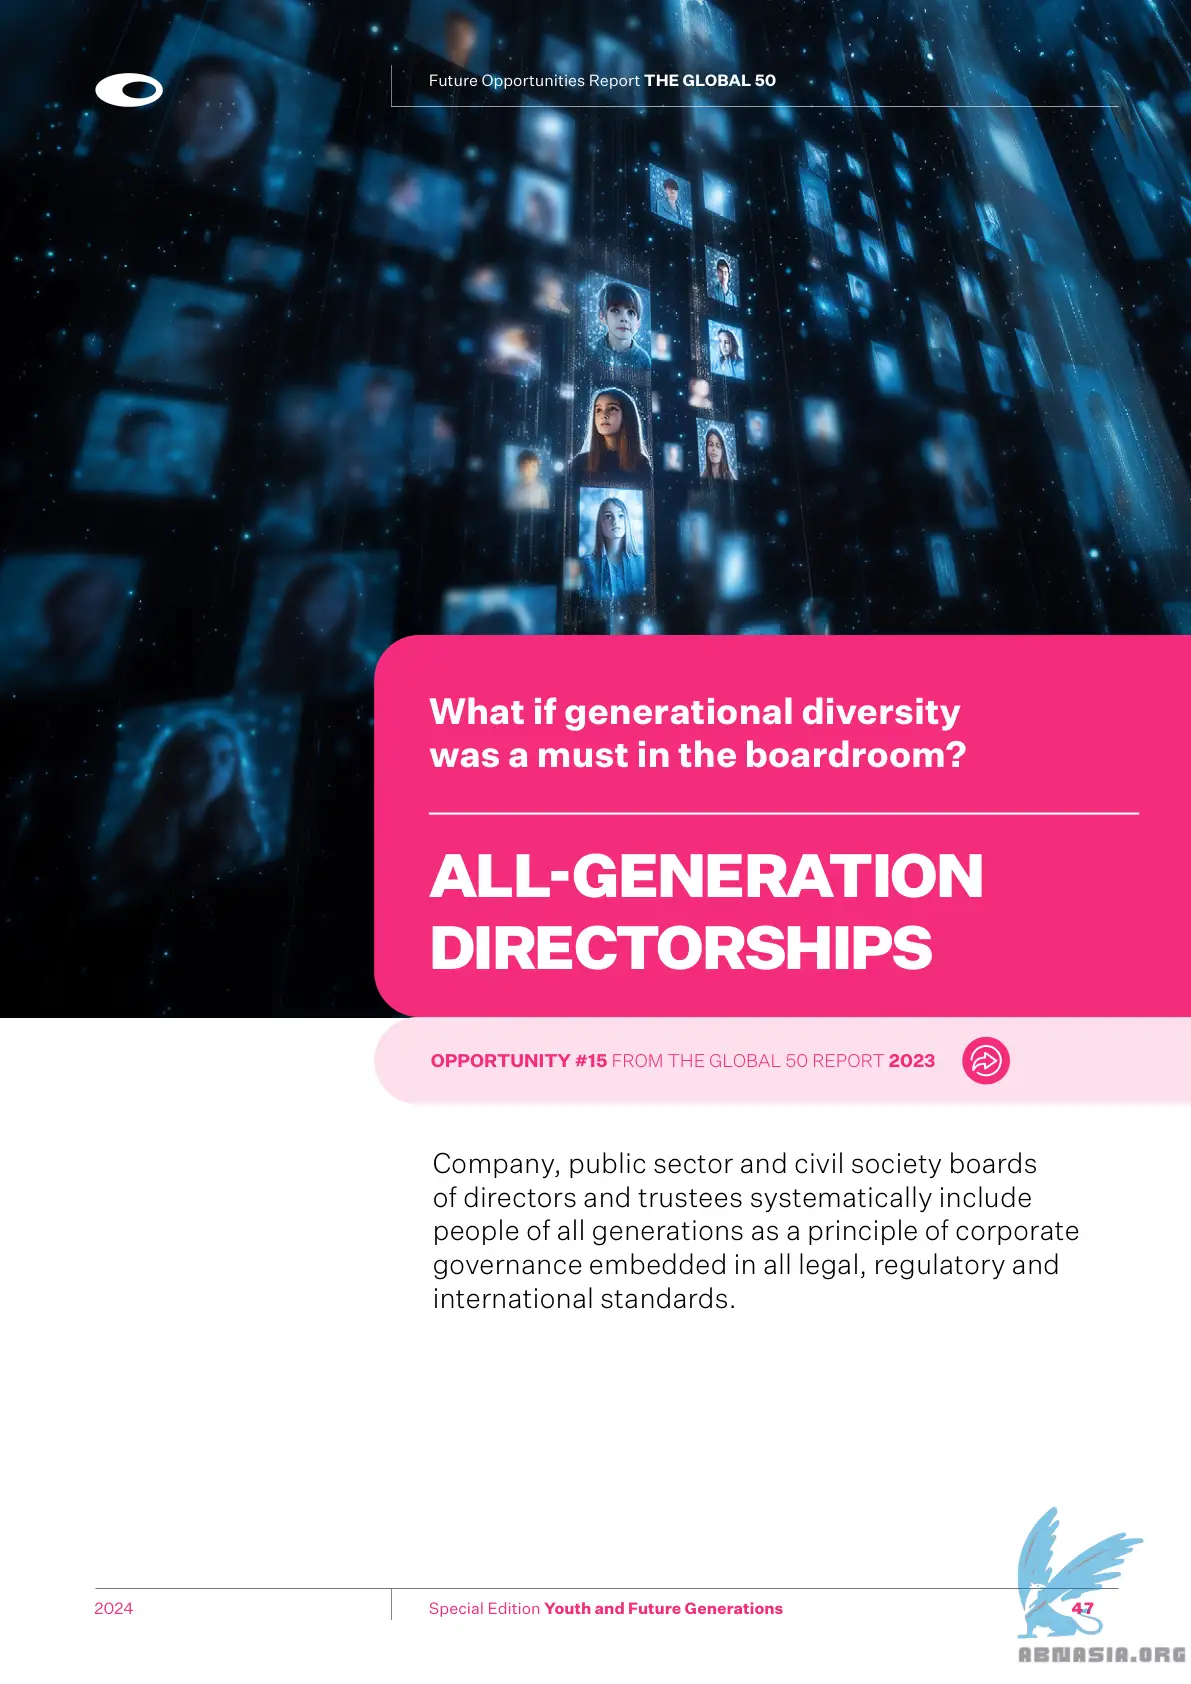 Future Opportunities Report THE GLOBAL 50
What if generational diversity
was a must in the boardroom?
ALL-GENERATION
DIRECTORSHIPS
OPPORTUNITY #15 FROM THE GLOBAL 50 REPORT 2023
Company, public sector and civil society boards
of directors and trustees systematically include
people of all generations as a principle of corporate
governance embedded in all legal, regulatory and
international standards.
2024
Special Edition Youth and Future Generations
47
ABNASIA.ORG